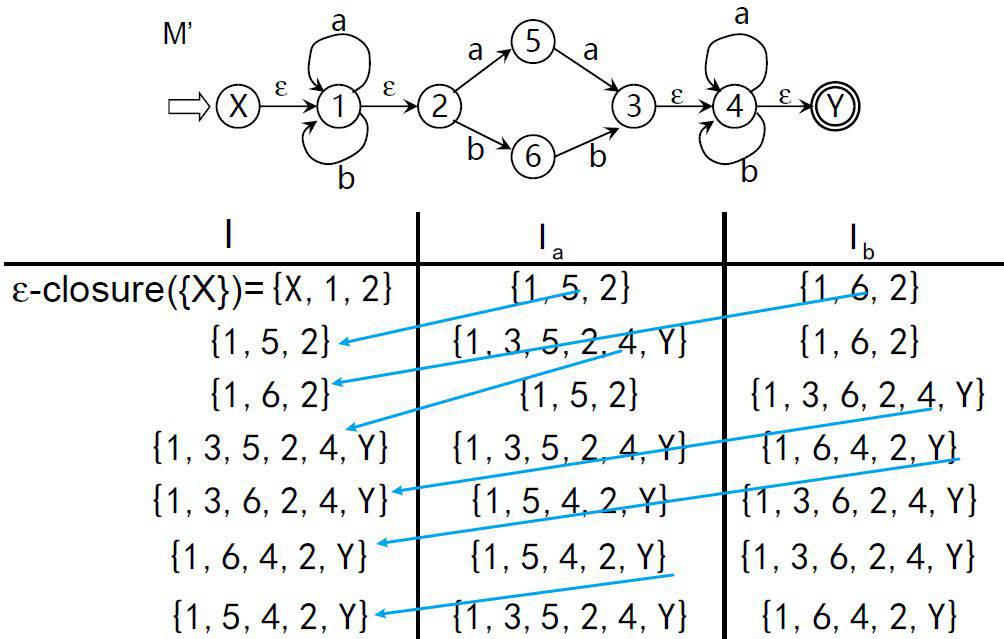 M’
a a a a
X ε 1 ε 2 5 3 ε 4 ε Y
b b 6 b b
I I a I b
ε-closure({X})={X, 1, 2} {1, 5, 2} {1, 6, 2}
{1, 5, 2} {1, 3, 5, 2, 4, Y} {1, 6, 2}
{1, 6, 2} {1, 5, 2} {1, 3, 6, 2, 4, Y}
{1, 3, 5, 2, 4, Y} {1, 3, 5, 2, 4, Y} {1, 6, 4, 2, Y}
{1, 3, 6, 2, 4, Y} {1, 5, 4, 2, Y} {1, 3, 6, 2, 4, Y}
{1, 6, 4, 2, Y} {1, 5, 4, 2, Y} {1, 3, 6, 2, 4, Y}
{1, 5, 4, 2, Y} {1, 3, 5, 2, 4, Y} {1, 6, 4, 2, Y}